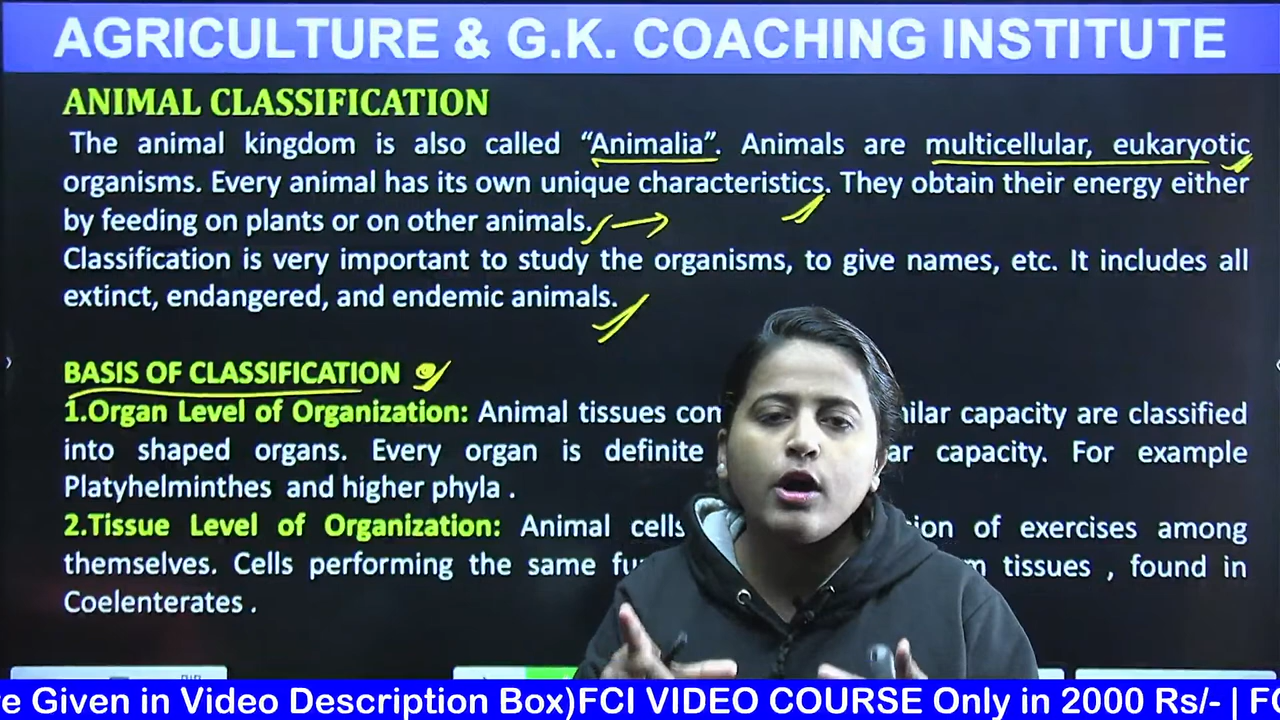 AGRICULTURE & G.K. COACHING INSTITUTE
ANIMAL CLASSIFICATION
The animal kingdom is also called “Animalia”. Animals are multicellular, eukaryotic
organisms. Every animal has its own unique characteristics. They obtain their energy either
by feeding on plants or on other animals.
Classification is very important to study the organisms, to give names, etc. It includes all
extinct, endangered, and endemic animals.
BASIS OF CLASSIFICATION
1.Organ Level of Organization: Animal tissues capacity are classified
into shaped organs. Every organ is definite capacity. For example
Platyhelminthes and higher phyla .
2.Tissue Level of Organization: Animal cells of exercises among
themselves. Cells performing the same tissues , found in
Coelenterates .
Given in Video Description Box)FCI VIDEO COURSE Only in 2000 Rs/- |